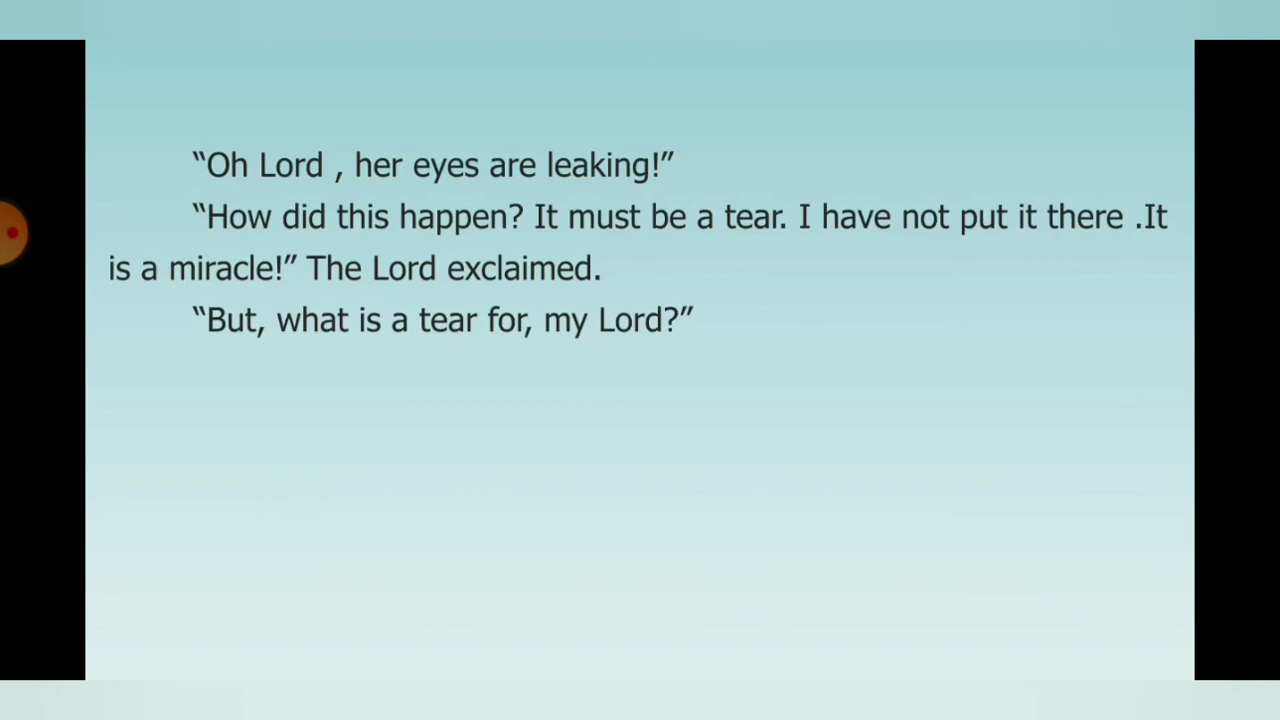 “Oh Lord , her eyes are leaking!”
“How did this happen? It must be a tear. I have not put it there .It
is a miracle!” The Lord exclaimed.
“But, what is a tear for, my Lord?”